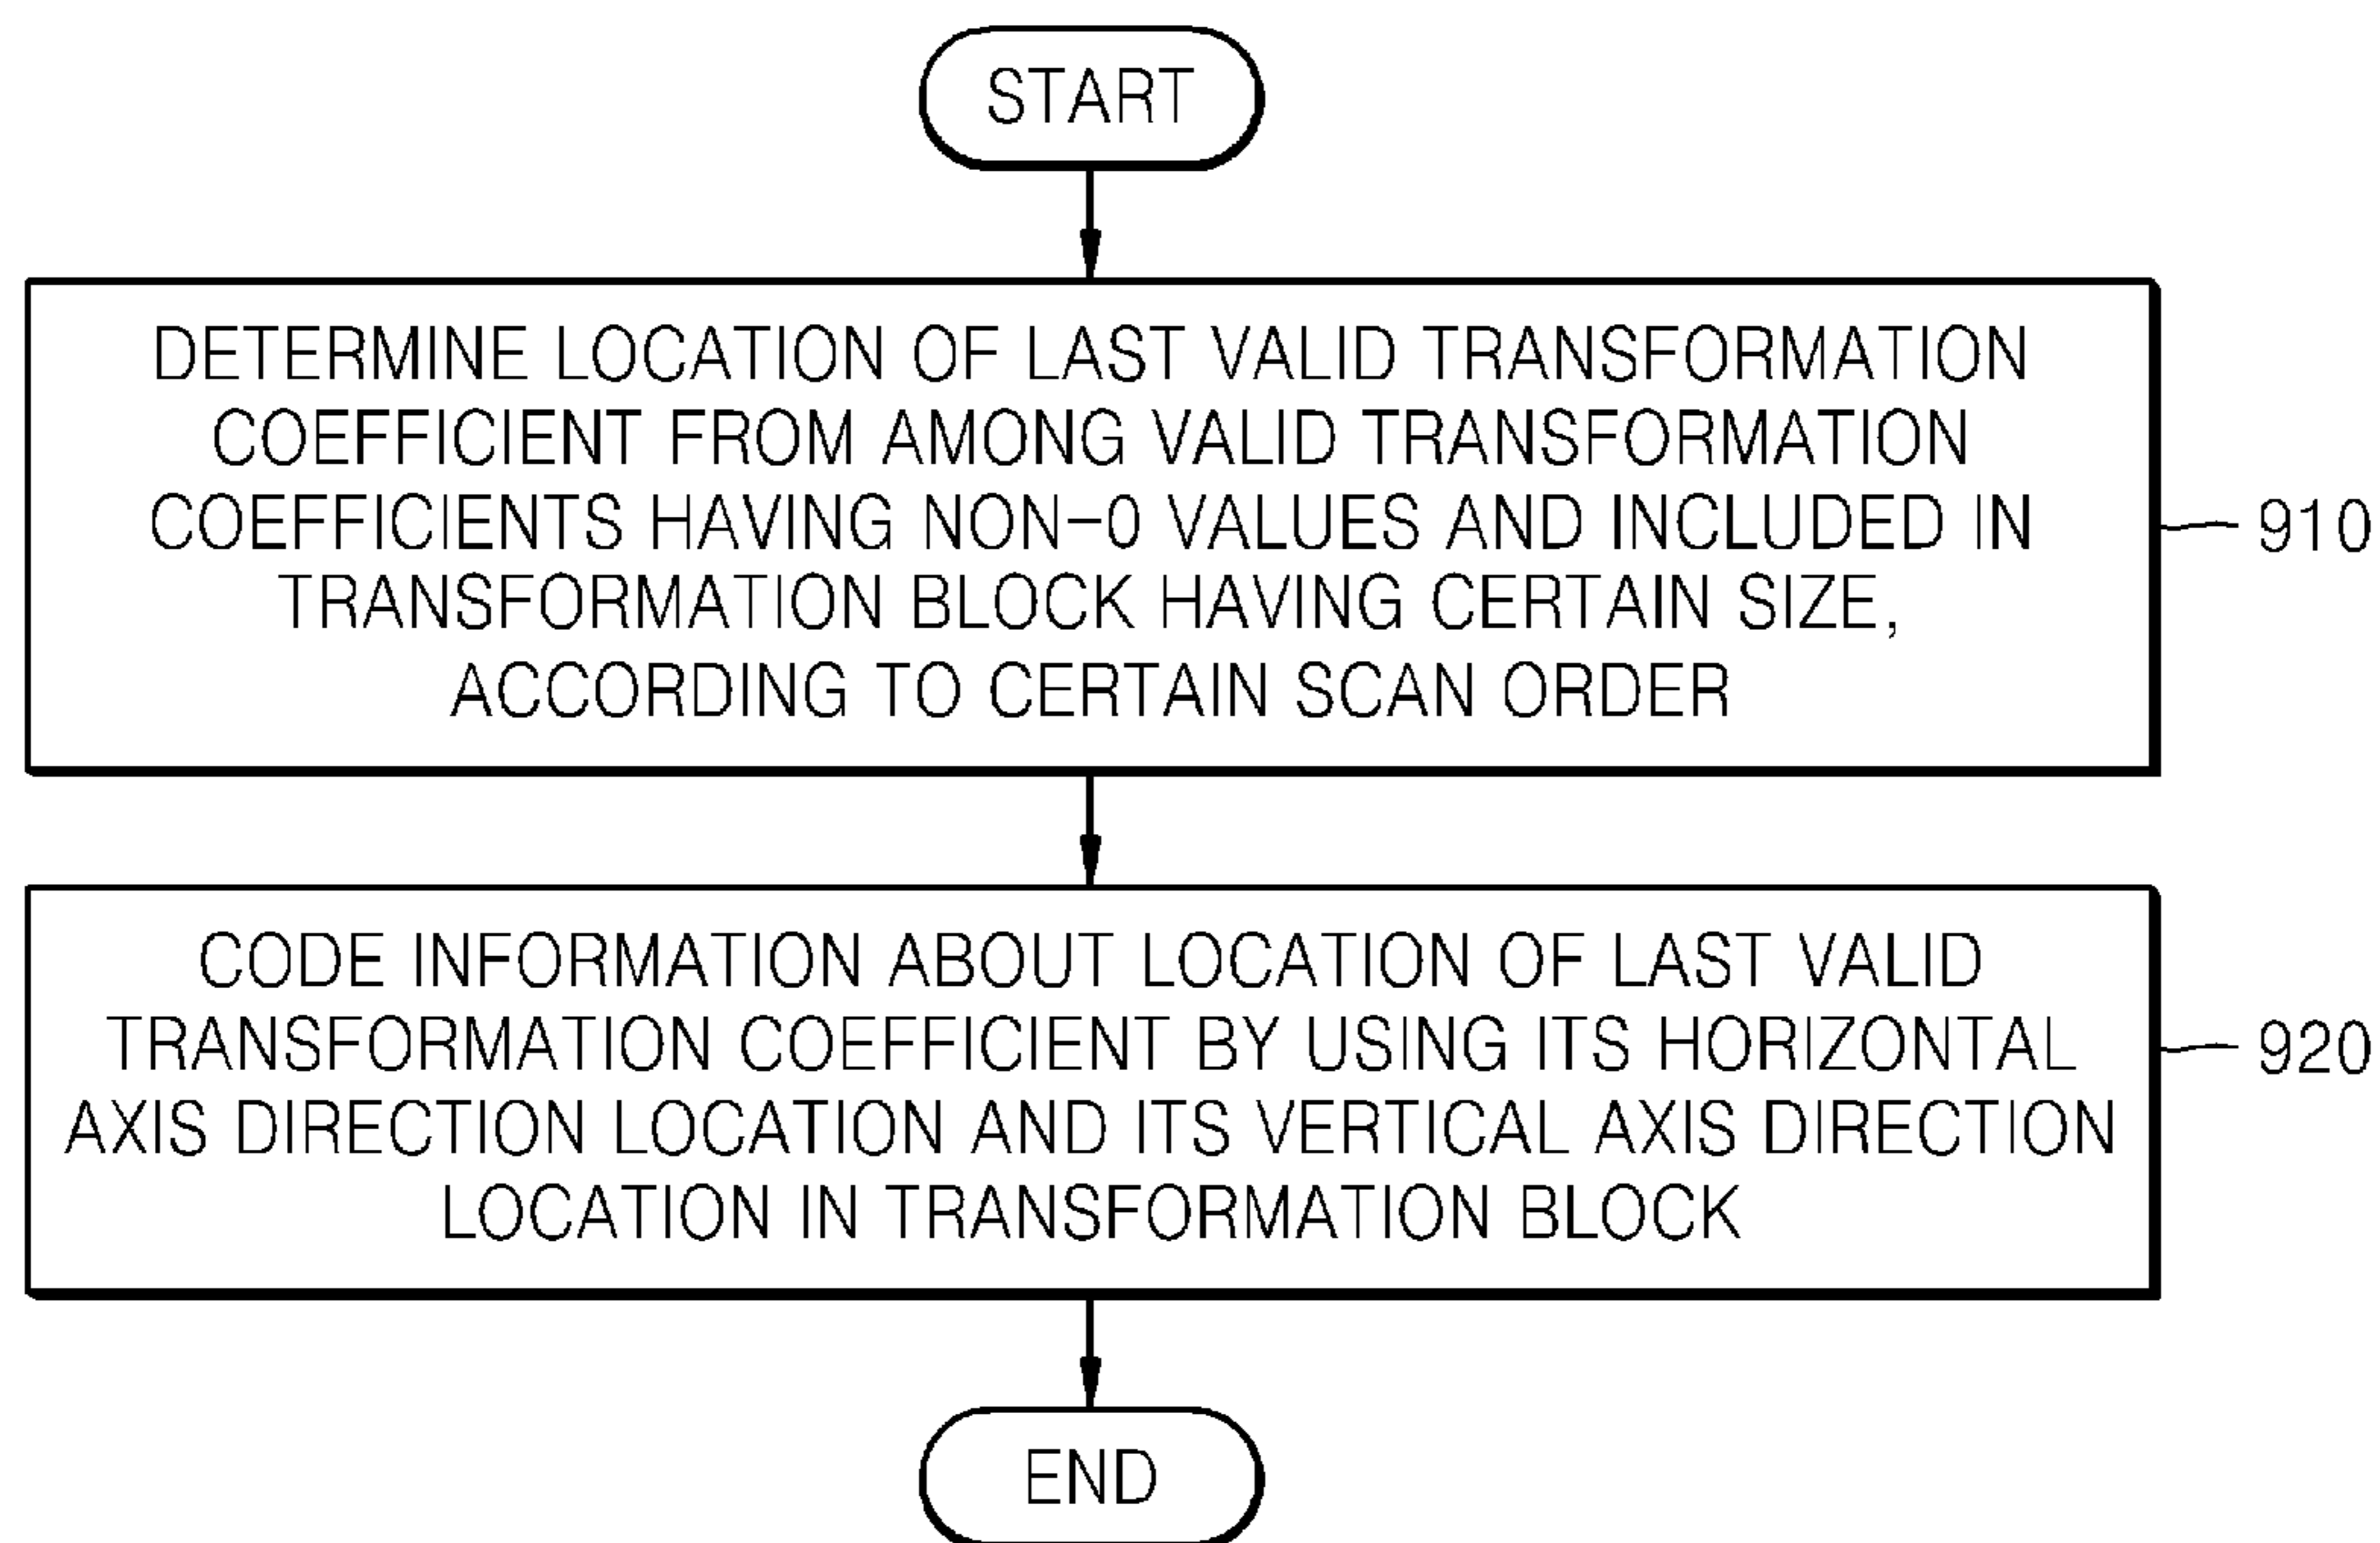 START
DETERMINE LOCATION OF LAST VALID TRANSFORMATION
COEFFICIENT FROM AMONG VALID TRANSFORMATION
COEFFICIENTS HAVING NON-0 VALUES AND INCLUDED IN
TRANSFORMATION BLOCK HAVING CERTAIN SIZE,
ACCORDING TO CERTAIN SCAN ORDER
910
CODE INFORMATION ABOUT LOCATION OF LAST VALID
TRANSFORMATION COEFFICIENT BY USING ITS HORIZONTAL
AXIS DIRECTION LOCATION AND ITS VERTICAL AXIS DIRECTION
LOCATION IN TRANSFORMATION BLOCK
920
END